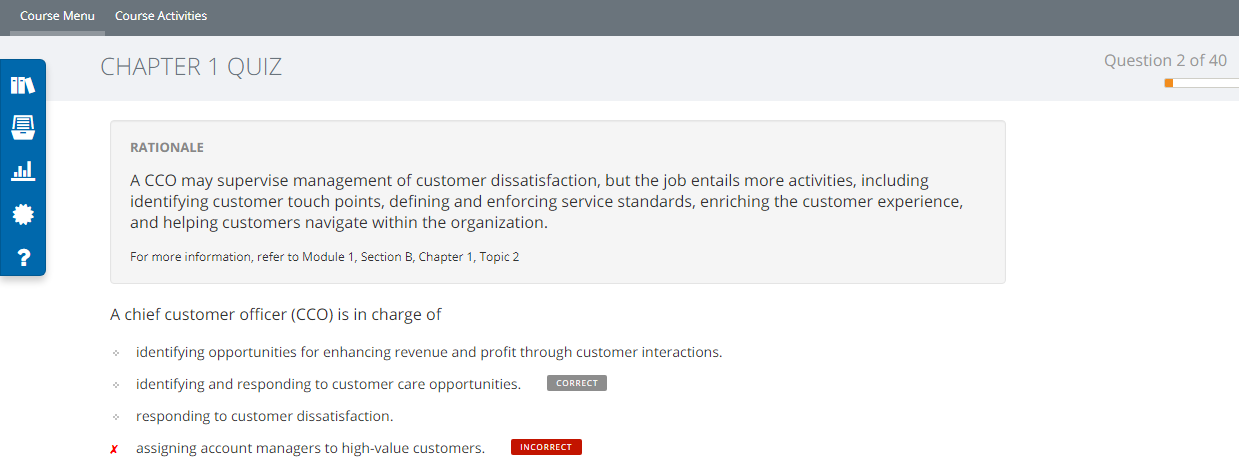 Course Menu Course Activities
CHAPTER 1 QUIZ
Question 2 of 40
RATIONALE
A CCO may supervise management of customer dissatisfaction, but the job entails more activities, including
identifying customer touch points, defining and enforcing service standards, enriching the customer experience,
and helping customers navigate within the organization.
For more information, refer to Module 1, Section B, Chapter 1, Topic 2
A chief customer officer (CCO) is in charge of
identifying opportunities for enhancing revenue and profit through customer interactions.
identifying and responding to customer care opportunities. CORRECT
responding to customer dissatisfaction.
✗ assigning account managers to high-value customers. INCORRECT